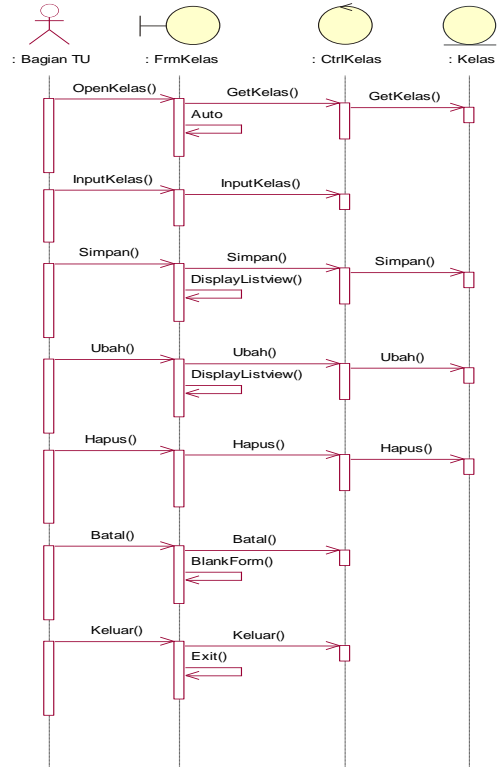 : Bagian TU
: FrmKelas
: CtrlKelas
: Kelas
OpenKelas()
GetKelas()
GetKelas()
Auto
InputKelas()
InputKelas()
Simpan()
Simpan()
Simpan()
DisplayListview()
Ubah()
Ubah()
Ubah()
DisplayListview()
Hapus()
Hapus()
Hapus()
Batal()
Batal()
BlankForm()
Keluar()
Keluar()
Exit()